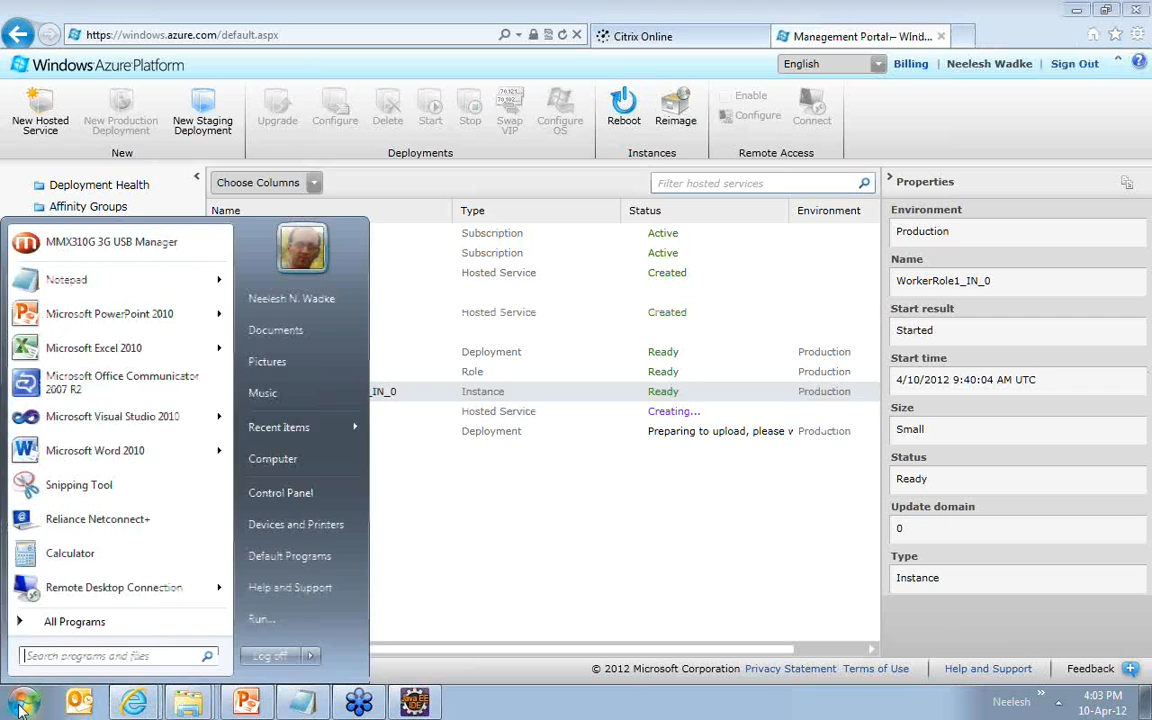 https://windows.azure.com/default.aspx
Citrix Online
Management Portal – Wind...
Windows Azure Platform
English
Billing
Neelesh Wadke
Sign Out
New Hosted Service
New Production Deployment
New Staging Deployment
Upgrade
Configure
Delete
Start
Stop
Swap VIP
Configure OS
Reboot
Reimage
Enable
Configure
Connect
New
Deployments
Instances
Remote Access
Deployment Health
Affinity Groups
Choose Columns
Filter hosted services
Name Type Status Environment
Subscription Active
Subscription Active
Hosted Service Created
Hosted Service Created
Deployment Ready Production
Role Ready Production
_IN_0 Instance Ready Production
Hosted Service Creating...
Deployment Preparing to upload, please w Production
Properties
Environment
Production
Name
WorkerRole1_IN_0
Start result
Started
Start time
4/10/2012 9:40:04 AM UTC
Size
Small
Status
Ready
Update domain
0
Type
Instance
MMX310G 3G USB Manager
Notepad
Microsoft PowerPoint 2010
Microsoft Excel 2010
Microsoft Office Communicator 2007 R2
Microsoft Visual Studio 2010
Microsoft Word 2010
Snipping Tool
Reliance Netconnect+
Calculator
Remote Desktop Connection
All Programs
Search programs and files
Neelesh N. Wadke
Documents
Pictures
Music
Recent Items
Computer
Control Panel
Devices and Printers
Default Programs
Help and Support
Run...
Log off
© 2012 Microsoft Corporation Privacy Statement Terms of Use
Help and Support
Feedback
Java EE IDE
Neelesh
4:03 PM
10-Apr-12